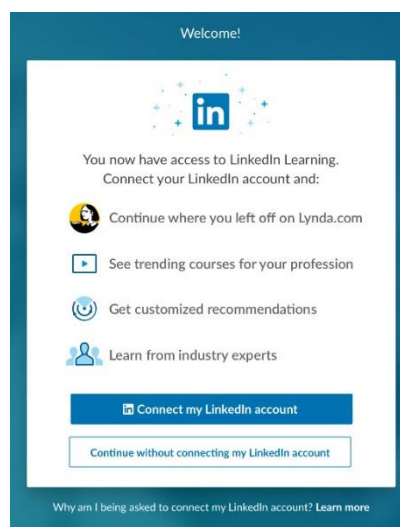 Welcome!
in
You now have access to LinkedIn Learning.
Connect your LinkedIn account and:
Continue where you left off on Lynda.com
See trending courses for your profession
Get customized recommendations
Learn from industry experts
in Connect my LinkedIn account
Continue without connecting my LinkedIn account
Why am I being asked to connect my LinkedIn account? Learn more